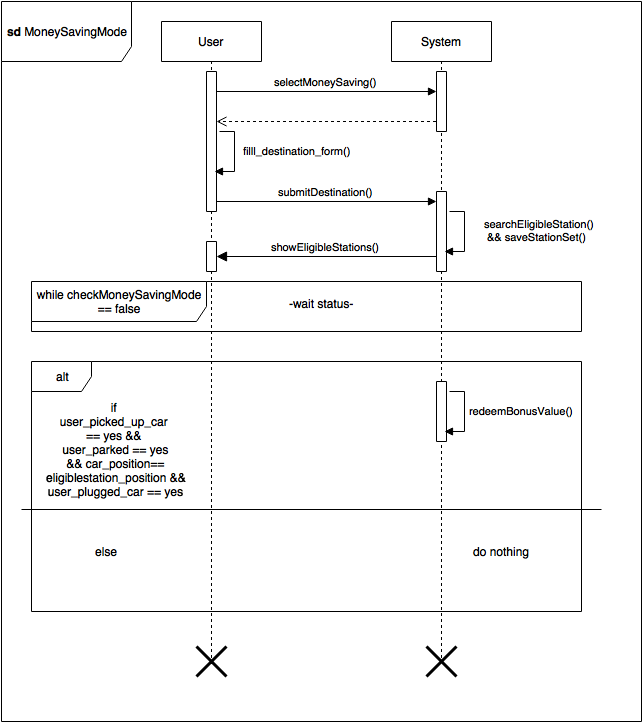 sd MoneySavingMode
User
System
selectMoneySaving()
filll_destination_form()
submitDestination()
searchEligibleStation()
&& saveStationSet()
showEligibleStations()
while checkMoneySavingMode
== false
-wait status-
alt
if
user_picked_up_car
== yes &&
user_parked == yes
&& car_position==
eligiblestation_position &&
user_plugged_car == yes
redeemBonusValue()
else
do nothing